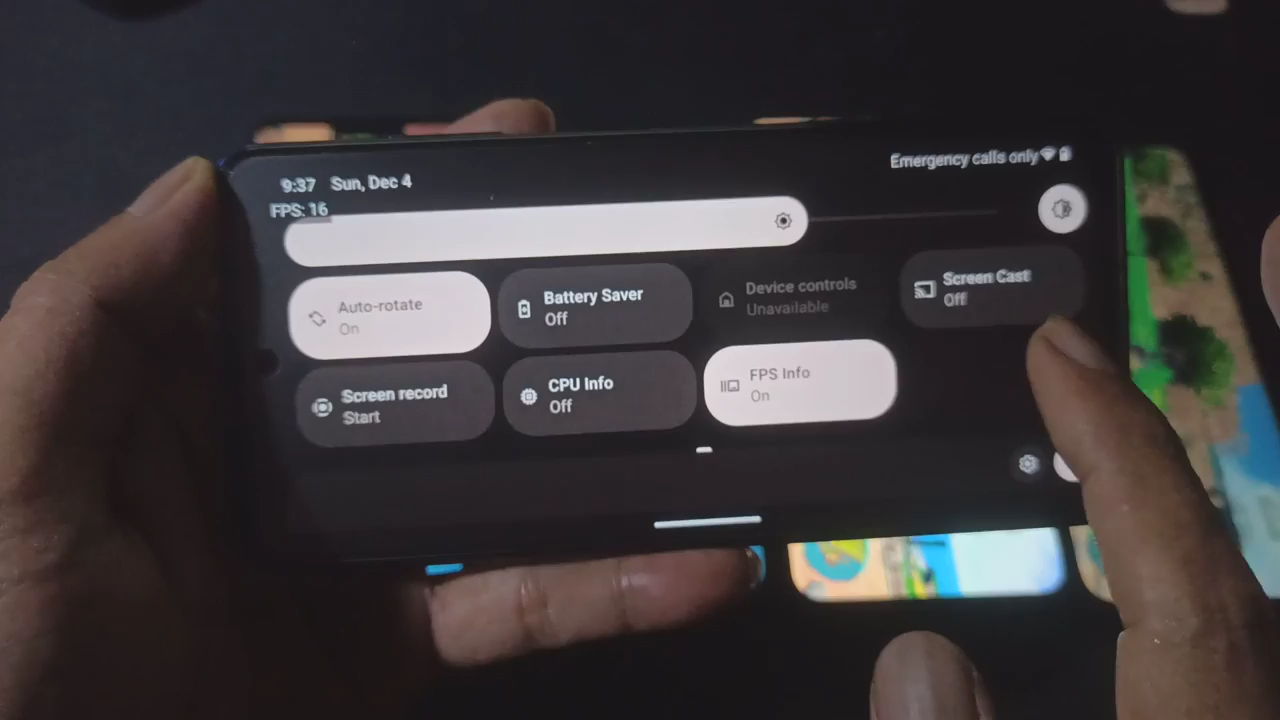 9:37 Sun, Dec 4
Emergency calls only
FPS: 16
Auto-rotate
On
Battery Saver
Off
Device controls
Unavailable
Screen Cast
Off
Screen record
Start
CPU Info
Off
FPS Info
On